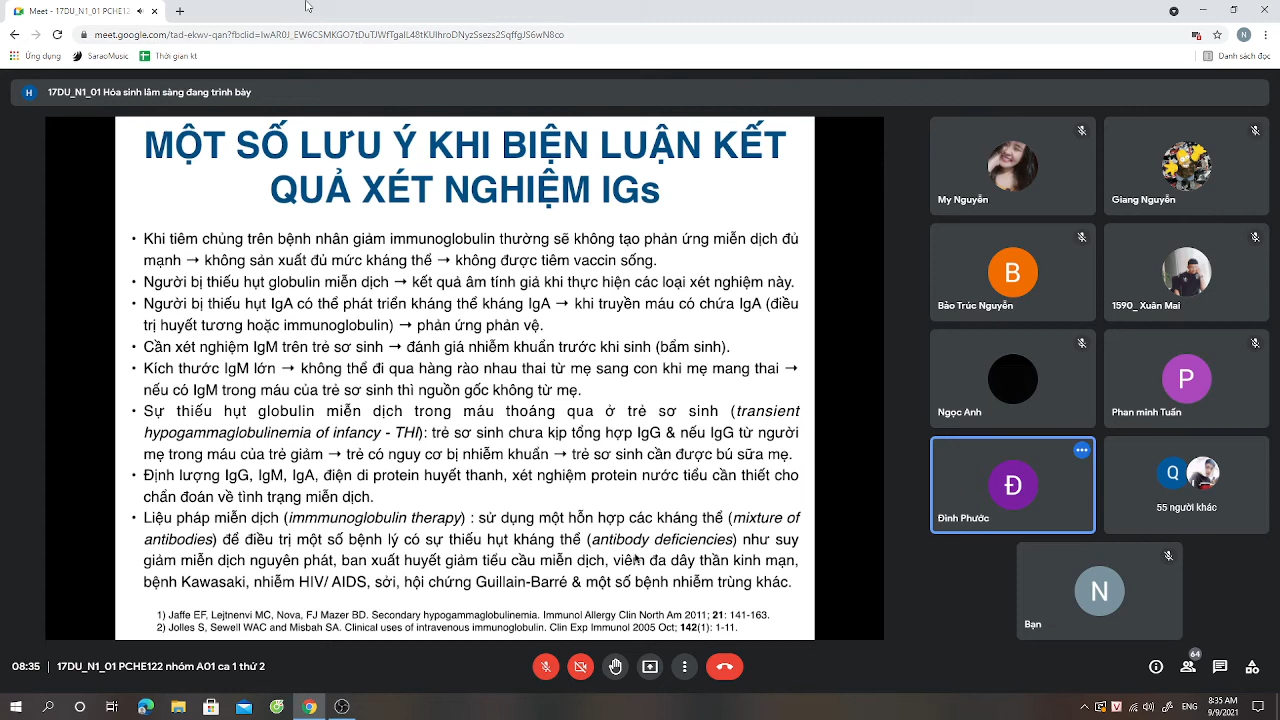 Meet - 17DU_N1_01 PCHE12
meet.google.com/tad-ekwv-qan?fbclid=IwAR0J_EW6CSMKGO7tDuTJWfTgalL48tKUIhroDNyzSsezs2SqffgJS6wN8co
Ứng dụng
SaraoMusic
Thời gian kt
Danh sách đọc
H
17DU_N1_01 Hóa sinh lâm sàng đang trình bày
MỘT SỐ LƯU Ý KHI BIỆN LUẬN KẾT
QUẢ XÉT NGHIỆM IGs
• Khi tiêm chủng trên bệnh nhân giảm immunoglobulin thường sẽ không tạo phản ứng miễn dịch đủ
mạnh → không sản xuất đủ mức kháng thể → không được tiêm vaccin sống.
• Người bị thiếu hụt globulin miễn dịch → kết quả âm tính giả khi thực hiện các loại xét nghiệm này.
• Người bị thiếu hụt IgA có thể phát triển kháng thể kháng IgA → khi truyền máu có chứa IgA (điều
trị huyết tương hoặc immunoglobulin) → phản ứng phản vệ.
• Cần xét nghiệm IgM trên trẻ sơ sinh → đánh giá nhiễm khuẩn trước khi sinh (bẩm sinh).
• Kích thước IgM lớn → không thể đi qua hàng rào nhau thai từ mẹ sang con khi mẹ mang thai →
nếu có IgM trong máu của trẻ sơ sinh thì nguồn gốc không từ mẹ.
• Sự thiếu hụt globulin miễn dịch trong máu thoáng qua ở trẻ sơ sinh (transient
hypogammaglobulinemia of infancy - THI): trẻ sơ sinh chưa kịp tổng hợp IgG & nếu IgG từ người
mẹ trong máu của trẻ giảm → trẻ có nguy cơ bị nhiễm khuẩn → trẻ sơ sinh cần được bú sữa mẹ.
• Định lượng IgG, IgM, IgA, điện di protein huyết thanh, xét nghiệm protein nước tiểu cần thiết cho
chẩn đoán về tình trạng miễn dịch.
• Liệu pháp miễn dịch (immmunoglobulin therapy) : sử dụng một hỗn hợp các kháng thể (mixture of
antibodies) để điều trị một số bệnh lý có sự thiếu hụt kháng thể (antibody deficiencies) như suy
giảm miễn dịch nguyên phát, ban xuất huyết giảm tiểu cầu miễn dịch, viêm đa dây thần kinh mạn,
bệnh Kawasaki, nhiễm HIV/ AIDS, sởi, hội chứng Guillain-Barré & một số bệnh nhiễm trùng khác.
1) Jaffe EF, Lejtnenvi MC, Nova, FJ Mazer BD. Secondary hypogammaglobulinemia. Immunol Allergy Clin North Am 2011; 21: 141-163.
2) Jolles S, Sewell WAC and Misbah SA. Clinical uses of intravenous immunoglobulin. Clin Exp Immunol 2005 Oct; 142(1): 1-11.
My Nguyễn
Giang Nguyễn
B
Bảo Trúc Nguyễn
1590_Xuân Mai
Ngọc Anh
P
Phan minh Tuấn
Đ
Đình Phước
Q
55 người khác
N
Bạn
08:35 | 17DU_N1_01 PCHE122 nhóm A01 ca 1 thứ 2
64
8:35 AM
9/9/2021